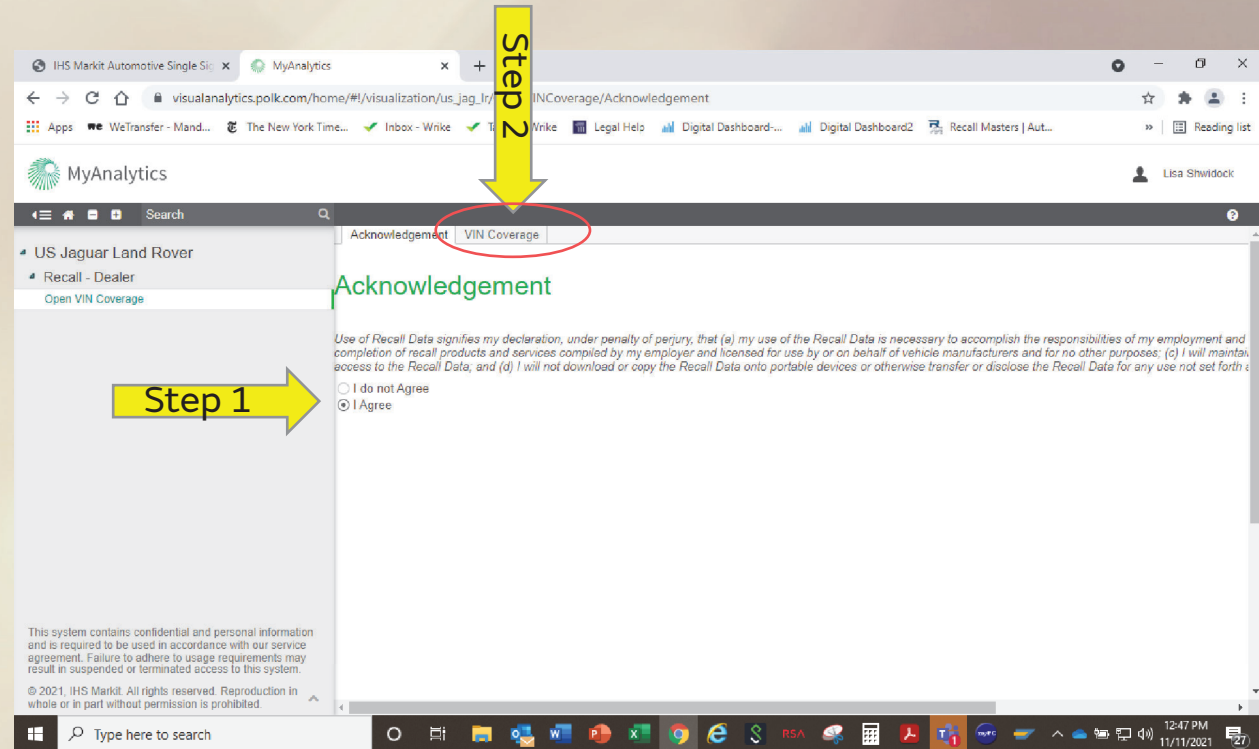 Step 2
IHS Markit Automotive Single Sig
MyAnalytics
visualanalytics.polk.com/home/#!/visualization/us_jag_lr/ INCoverage/Acknowledgement
Apps
WeTransfer - Mand...
The New York Time...
Inbox - Wrike
Wrike
Legal Help
Digital Dashboard-...
Digital Dashboard2
Recall Masters | Aut...
»
Reading list
MyAnalytics
Lisa Shwidock
Search
Acknowledgement
VIN Coverage
US Jaguar Land Rover
Recall - Dealer
Open VIN Coverage
Acknowledgement
Use of Recall Data signifies my declaration, under penalty of perjury, that (a) my use of the Recall Data is necessary to accomplish the responsibilities of my employment and
completion of recall products and services compiled by my employer and licensed for use by or on behalf of vehicle manufacturers and for no other purposes; (c) I will maintain
access to the Recall Data; and (d) I will not download or copy the Recall Data onto portable devices or otherwise transfer or disclose the Recall Data for any use not set forth
I do not Agree
I Agree
Step 1
This system contains confidential and personal information
and is required to be used in accordance with our service
agreement. Failure to adhere to usage requirements may
result in suspended or terminated access to this system.
© 2021, IHS Markit. All rights reserved. Reproduction in
whole or in part without permission is prohibited.
Type here to search
RSA
12:47 PM
11/11/2021
27